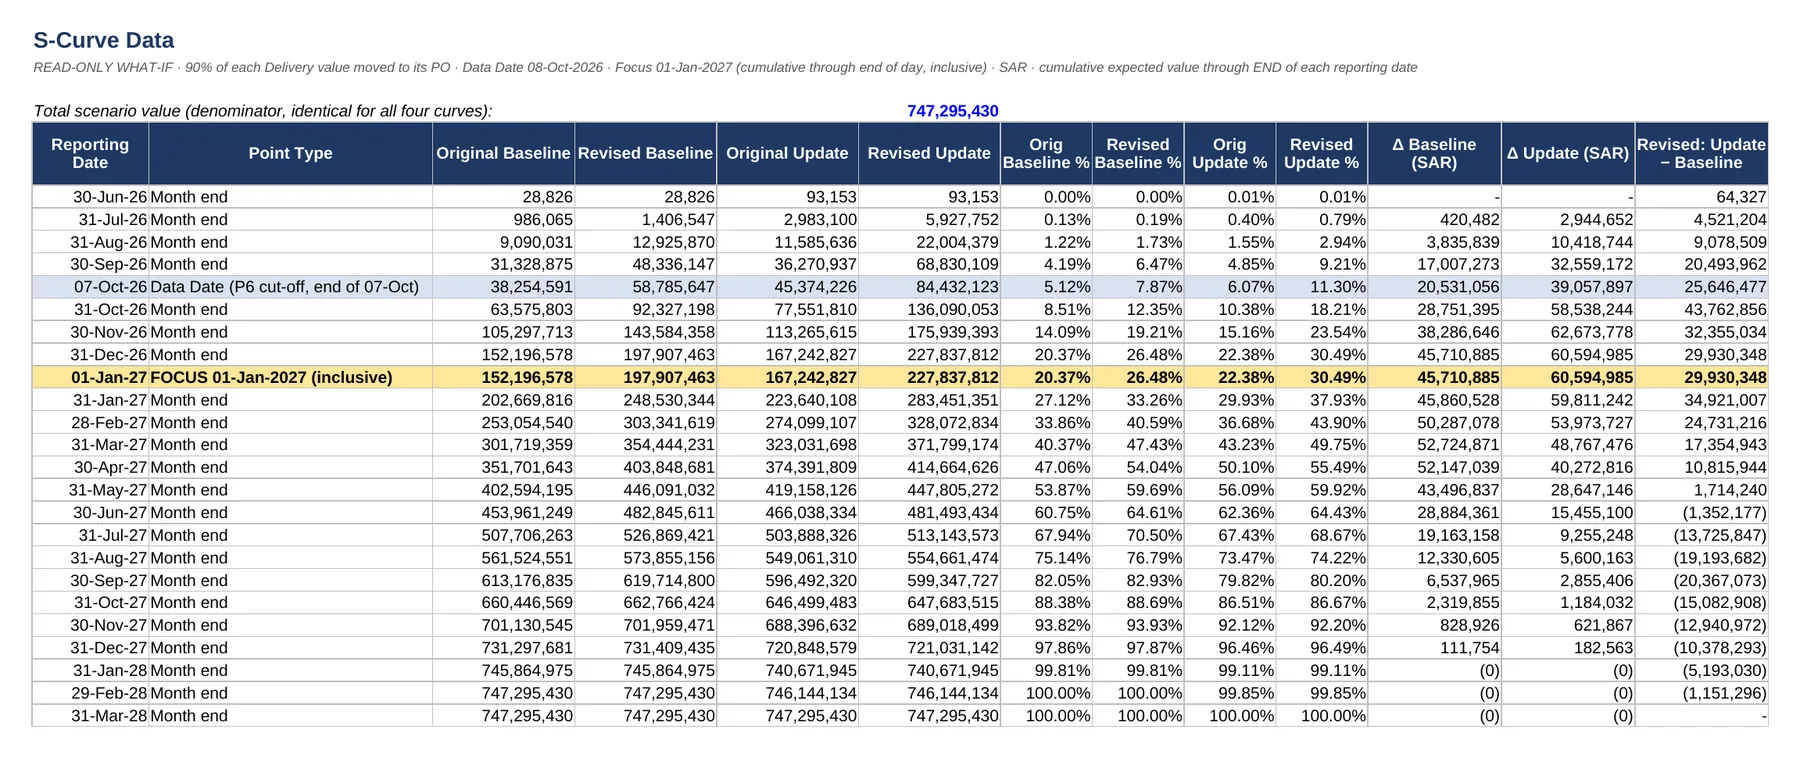 S-Curve Data
READ-ONLY WHAT-IF · 90% of each Delivery value moved to its PO · Data Date 08-Oct-2026 · Focus 01-Jan-2027 (cumulative through end of day, inclusive) · SAR · cumulative expected value through END of each reporting date
Total scenario value (denominator, identical for all four curves): 747,295,430
Reporting Date Point Type Original Baseline Revised Baseline Original Update Revised Update Orig Baseline % Revised Baseline % Orig Update % Revised Update % Δ Baseline (SAR) Δ Update (SAR) Revised: Update − Baseline
30-Jun-26 Month end 28,826 28,826 93,153 93,153 0.00% 0.00% 0.01% 0.01% - - 64,327
31-Jul-26 Month end 986,065 1,406,547 2,983,100 5,927,752 0.13% 0.19% 0.40% 0.79% 420,482 2,944,652 4,521,204
31-Aug-26 Month end 9,090,031 12,925,870 11,585,636 22,004,379 1.22% 1.73% 1.55% 2.94% 3,835,839 10,418,744 9,078,509
30-Sep-26 Month end 31,328,875 48,336,147 36,270,937 68,830,109 4.19% 6.47% 4.85% 9.21% 17,007,273 32,559,172 20,493,962
07-Oct-26 Data Date (P6 cut-off, end of 07-Oct) 38,254,591 58,785,647 45,374,226 84,432,123 5.12% 7.87% 6.07% 11.30% 20,531,056 39,057,897 25,646,477
31-Oct-26 Month end 63,575,803 92,327,198 77,551,810 136,090,053 8.51% 12.35% 10.38% 18.21% 28,751,395 58,538,244 43,762,856
30-Nov-26 Month end 105,297,713 143,584,358 113,265,615 175,939,393 14.09% 19.21% 15.16% 23.54% 38,286,646 62,673,778 32,355,034
31-Dec-26 Month end 152,196,578 197,907,463 167,242,827 227,837,812 20.37% 26.48% 22.38% 30.49% 45,710,885 60,594,985 29,930,348
01-Jan-27 FOCUS 01-Jan-2027 (inclusive) 152,196,578 197,907,463 167,242,827 227,837,812 20.37% 26.48% 22.38% 30.49% 45,710,885 60,594,985 29,930,348
31-Jan-27 Month end 202,669,816 248,530,344 223,640,108 283,451,351 27.12% 33.26% 29.93% 37.93% 45,860,528 59,811,242 34,921,007
28-Feb-27 Month end 253,054,540 303,341,619 274,099,107 328,072,834 33.86% 40.59% 36.68% 43.90% 50,287,078 53,973,727 24,731,216
31-Mar-27 Month end 301,719,359 354,444,231 323,031,698 371,799,174 40.37% 47.43% 43.23% 49.75% 52,724,871 48,767,476 17,354,943
30-Apr-27 Month end 351,701,643 403,848,681 374,391,809 414,664,626 47.06% 54.04% 50.10% 55.49% 52,147,039 40,272,816 10,815,944
31-May-27 Month end 402,594,195 446,091,032 419,158,126 447,805,272 53.87% 59.69% 56.09% 59.92% 43,496,837 28,647,146 1,714,240
30-Jun-27 Month end 453,961,249 482,845,611 466,038,334 481,493,434 60.75% 64.61% 62.36% 64.43% 28,884,361 15,455,100 (1,352,177)
31-Jul-27 Month end 507,706,263 526,869,421 503,888,326 513,143,573 67.94% 70.50% 67.43% 68.67% 19,163,158 9,255,248 (13,725,847)
31-Aug-27 Month end 561,524,551 573,855,156 549,061,310 554,661,474 75.14% 76.79% 73.47% 74.22% 12,330,605 5,600,163 (19,193,682)
30-Sep-27 Month end 613,176,835 619,714,800 596,492,320 599,347,727 82.05% 82.93% 79.82% 80.20% 6,537,965 2,855,406 (20,367,073)
31-Oct-27 Month end 660,446,569 662,766,424 646,499,483 647,683,515 88.38% 88.69% 86.51% 86.67% 2,319,855 1,184,032 (15,082,908)
30-Nov-27 Month end 701,130,545 701,959,471 688,396,632 689,018,499 93.82% 93.93% 92.12% 92.20% 828,926 621,867 (12,940,972)
31-Dec-27 Month end 731,297,681 731,409,435 720,848,579 721,031,142 97.86% 97.87% 96.46% 96.49% 111,754 182,563 (10,378,293)
31-Jan-28 Month end 745,864,975 745,864,975 740,671,945 740,671,945 99.81% 99.81% 99.11% 99.11% (0) (0) (5,193,030)
29-Feb-28 Month end 747,295,430 747,295,430 746,144,134 746,144,134 100.00% 100.00% 99.85% 99.85% (0) (0) (1,151,296)
31-Mar-28 Month end 747,295,430 747,295,430 747,295,430 747,295,430 100.00% 100.00% 100.00% 100.00% (0) (0) -